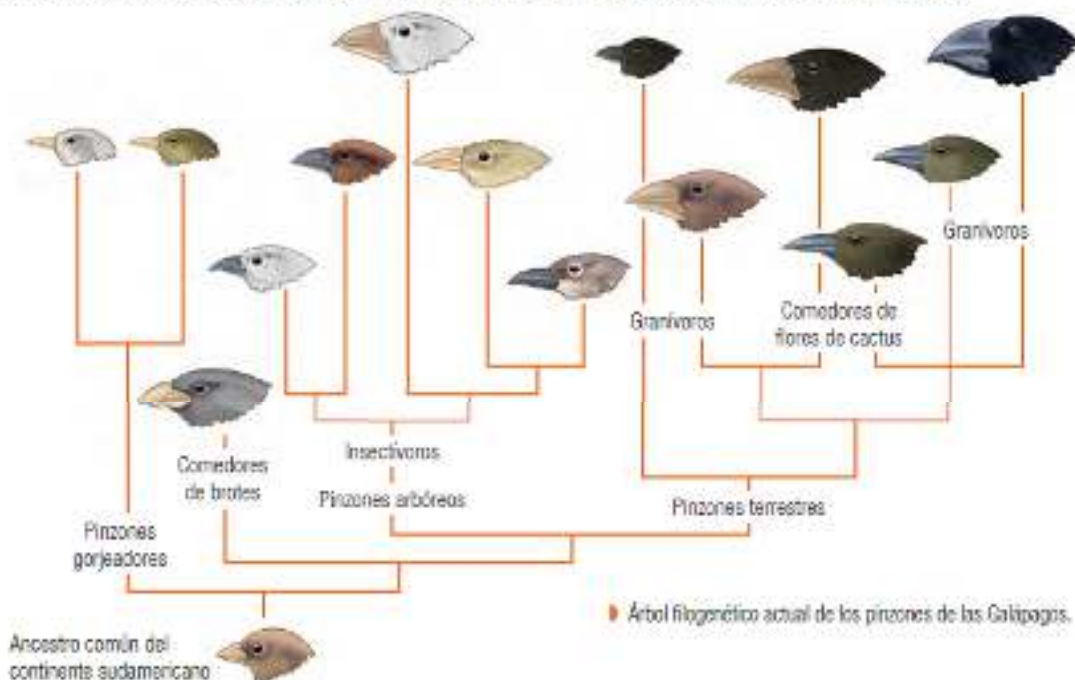 Granívoros
Granívoros
Comedores de
flores de cactus
Insectívoros
Comedores
de brotes
Pinzones arbóreos
Pinzones terrestres
Pinzones
gorjeadores
Árbol filogenético actual de los pinzones de las Galápagos.
Ancestro común del
continente sudamericano